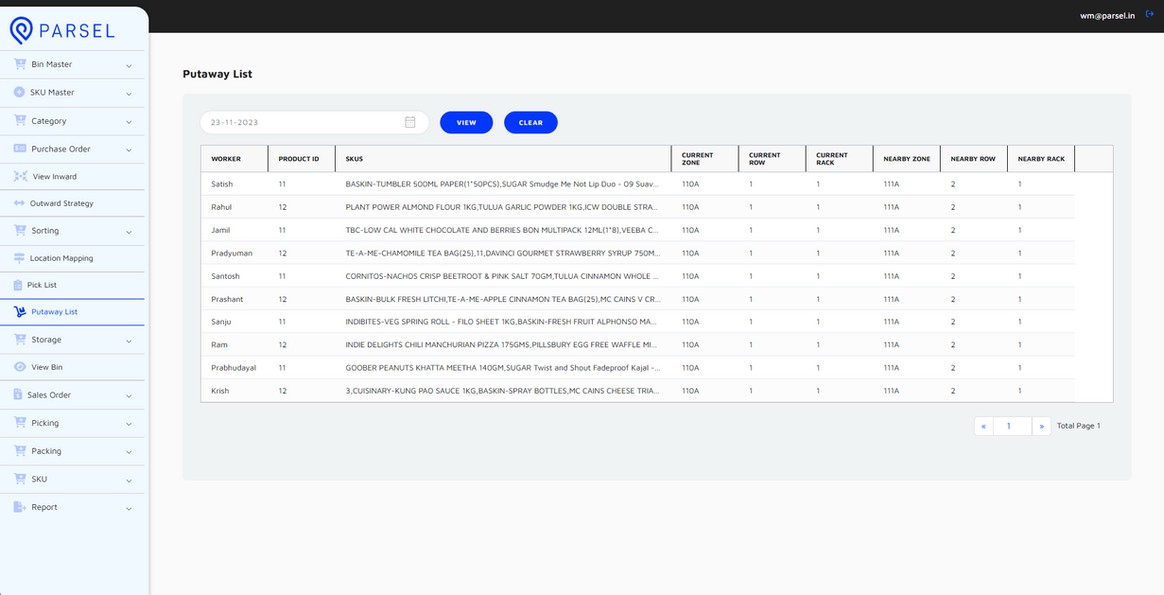 wm@parsel.in
PARSEL
Bin Master
SKU Master
Category
Purchase Order
View Inward
Outward Strategy
Sorting
Location Mapping
Pick List
Putaway List
Storage
View Bin
Sales Order
Picking
Packing
SKU
Report
Putaway List
23-11-2023 VIEW CLEAR
WORKER PRODUCT ID SKUS CURRENT ZONE CURRENT ROW CURRENT RACK NEARBY ZONE NEARBY ROW NEARBY RACK
Satish 11 BASKIN-TUMBLER 500ML PAPER(1*50PCS),SUGAR Smudge Me Not Lip Duo - 09 Suav... 110A 1 1 111A 2 1
Rahul 12 PLANT POWER ALMOND FLOUR 1KG,TULUA GARLIC POWDER 1KG,ICW DOUBLE STRA... 110A 1 1 111A 2 1
Jamil 11 TBC-LOW CAL WHITE CHOCOLATE AND BERRIES BON MULTIPACK 12ML(1*8),VEEBA C... 110A 1 1 111A 2 1
Pradyuman 12 TE-A-ME-CHAMOMILE TEA BAG(25),11,DAVINCI GOURMET STRAWBERRY SYRUP 750M... 110A 1 1 111A 2 1
Santosh 11 CORNITOS-NACHOS CRISP BEETROOT & PINK SALT 70GM,TULUA CINNAMON WHOLE ... 110A 1 1 111A 2 1
Prashant 12 BASKIN-BULK FRESH LITCHI,TE-A-ME-APPLE CINNAMON TEA BAG(25),MC CAINS V CR... 110A 1 1 111A 2 1
Sanju 11 INDIBITES-VEG SPRING ROLL - FILO SHEET 1KG,BASKIN-FRESH FRUIT ALPHONSO MA... 110A 1 1 111A 2 1
Ram 12 INDIE DELIGHTS CHILI MANCHURIAN PIZZA 175GMS,PILLSBURY EGG FREE WAFFLE MI... 110A 1 1 111A 2 1
Prabhudayal 11 GOOBER PEANUTS KHATTA MEETHA 140GM,SUGAR Twist and Shout Fadeproof Kajal -... 110A 1 1 111A 2 1
Krish 12 3,CUISINARY-KUNG PAO SAUCE 1KG,BASKIN-SPRAY BOTTLES,MC CAINS CHEESE TRIA... 110A 1 1 111A 2 1
« 1 » Total Page 1